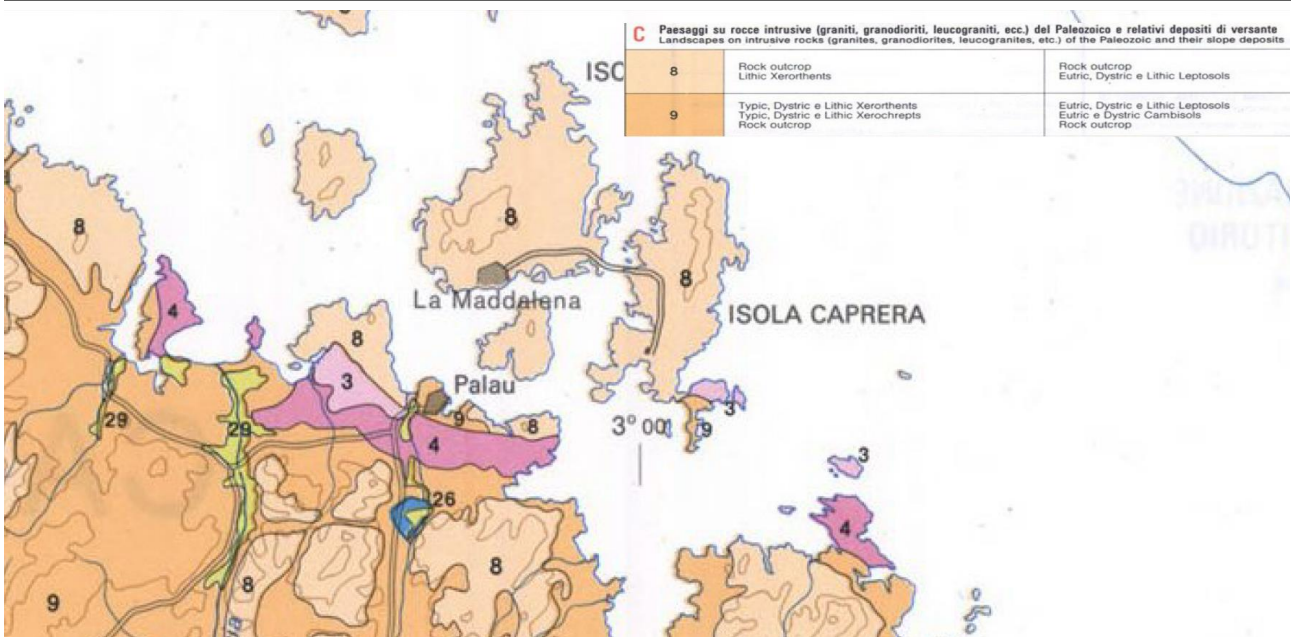 C Paesaggi su rocce intrusive (graniti, granodioriti, leucograniti, ecc.) del Paleozoico e relativi depositi di versante
Landscapes on intrusive rocks (granites, granodiorites, leucogranites, etc.) of the Paleozoic and their slope deposits
8
Rock outcrop
Lithic Xerorthents
Rock outcrop
Eutric, Dystric e Lithic Leptosols
9
Typic, Dystric e Lithic Xerorthents
Typic, Dystric e Lithic Xerochrepts
Rock outcrop
Eutric, Dystric e Lithic Leptosols
Eutric e Dystric Cambisols
Rock outcrop
ISO
8
8
8
La Maddalena
ISOLA CAPRERA
4
8
3
Palau
3
29
29
9
8
3° 00'
9
4
3
26
4
8
8
9